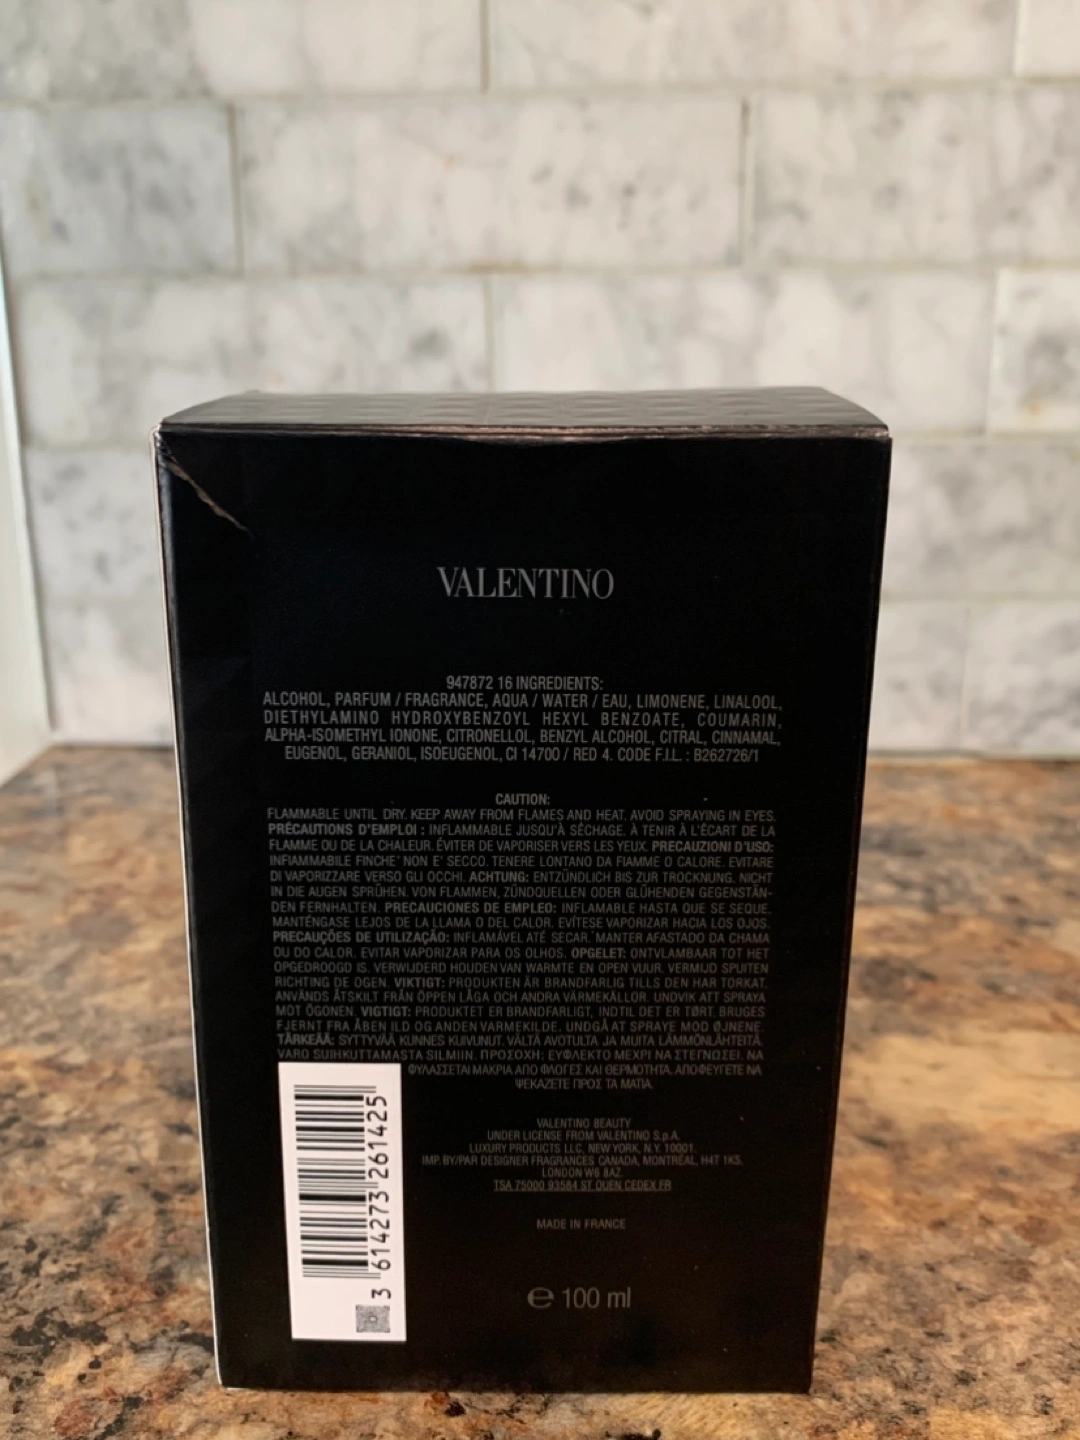 VALENTINO
947872 16 INGREDIENTS:
ALCOHOL, PARFUM / FRAGRANCE, AQUA / WATER / EAU, LIMONENE, LINALOOL,
DIETHYLAMINO HYDROXYBENZOYL HEXYL BENZOATE, COUMARIN,
ALPHA-ISOMETHYL IONONE, CITRONELLOL, BENZYL ALCOHOL, CITRAL, CINNAMAL,
EUGENOL, GERANIOL, ISOEUGENOL, CI 14700 / RED 4. CODE F.I.L. : B262726/1
CAUTION:
FLAMMABLE UNTIL DRY. KEEP AWAY FROM FLAMES AND HEAT. AVOID SPRAYING IN EYES.
PRÉCAUTIONS D'EMPLOI : INFLAMMABLE JUSQU'À SÉCHAGE. À TENIR À L'ÉCART DE LA
FLAMME OU DE LA CHALEUR. ÉVITER DE VAPORISER VERS LES YEUX. PRECAUZIONI D'USO:
INFIAMMABILE FINCHE' NON E' SECCO. TENERE LONTANO DA FIAMME O CALORE. EVITARE
DI VAPORIZZARE VERSO GLI OCCHI. ACHTUNG: ENTZÜNDLICH BIS ZUR TROCKNUNG. NICHT
IN DIE AUGEN SPRÜHEN. VON FLAMMEN, ZÜNDQUELLEN ODER GLÜHENDEN GEGENSTÄN-
DEN FERNHALTEN. PRECAUCIONES DE EMPLEO: INFLAMABLE HASTA QUE SE SEQUE.
MANTÉNGASE LEJOS DE LA LLAMA O DEL CALOR. EVÍTESE VAPORIZAR HACIA LOS OJOS.
PRECAUÇÕES DE UTILIZAÇÃO: INFLAMÁVEL ATÉ SECAR. MANTER AFASTADO DA CHAMA
OU DO CALOR. EVITAR VAPORIZAR PARA OS OLHOS. OPGELET: ONTVLAMBAAR TOT HET
OPGEDROOGD IS. VERWIJDERD HOUDEN VAN WARMTE EN OPEN VUUR. VERMIJD SPUITEN
RICHTING DE OGEN. VIKTIGT: PRODUKTEN ÄR BRANDFARLIG TILLS DEN HAR TORKAT.
ANVÄNDS ÅTSKILT FRÅN ÖPPEN LÅGA OCH ANDRA VÄRMEKÄLLOR. UNDVIK ATT SPRAYA
MOT ÖGONEN. VIGTIGT: PRODUKTET ER BRANDFARLIGT, INDTIL DET ER TØRT. BRUGES
FJERNT FRA ÅBEN ILD OG ANDEN VARMEKILDE. UNDGÅ AT SPRAYE MOD ØJNENE.
TÄRKEÄÄ: SYTTYVÄÄ KUNNES KUIVUNUT. VÄLTÄ AVOTULTA JA MUITA LÄMMÖNLÄHTEITÄ.
VARO SUIHKUTTAMASTA SILMIIN. ΠΡΟΣΟΧΗ: ΕΥΦΛΕΚΤΟ ΜΕΧΡΙ ΝΑ ΣΤΕΓΝΩΣΕΙ. ΝΑ
ΦΥΛΑΣΣΕΤΑΙ ΜΑΚΡΙΑ ΑΠΟ ΦΛΟΓΕΣ ΚΑΙ ΘΕΡΜΟΤΗΤΑ. ΑΠΟΦΕΥΓΕΤΕ ΝΑ
ΨΕΚΑΖΕΤΕ ΠΡΟΣ ΤΑ ΜΑΤΙΑ.
VALENTINO BEAUTY
UNDER LICENSE FROM VALENTINO S.p.A.
LUXURY PRODUCTS LLC, NEW YORK, N.Y. 10001.
IMP. BY/PAR DESIGNER FRAGRANCES CANADA, MONTRÉAL, H4T 1K5.
LONDON W6 8AZ.
TSA 75000 93584 ST OUEN CEDEX FR
MADE IN FRANCE
℮ 100 ml
3 614273 261425